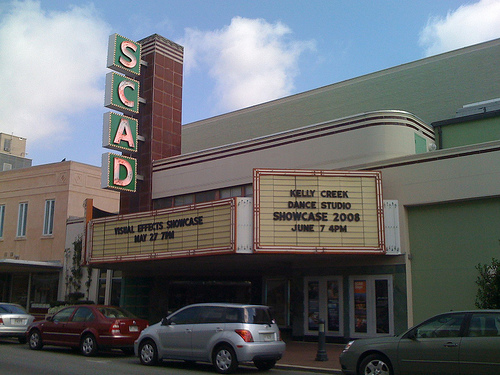 SCAD
VISUAL EFFECTS SHOWCASE
MAY 27 7PM
KELLY CREEK
DANCE STUDIO
SHOWCASE 2008
JUNE 7 4PM